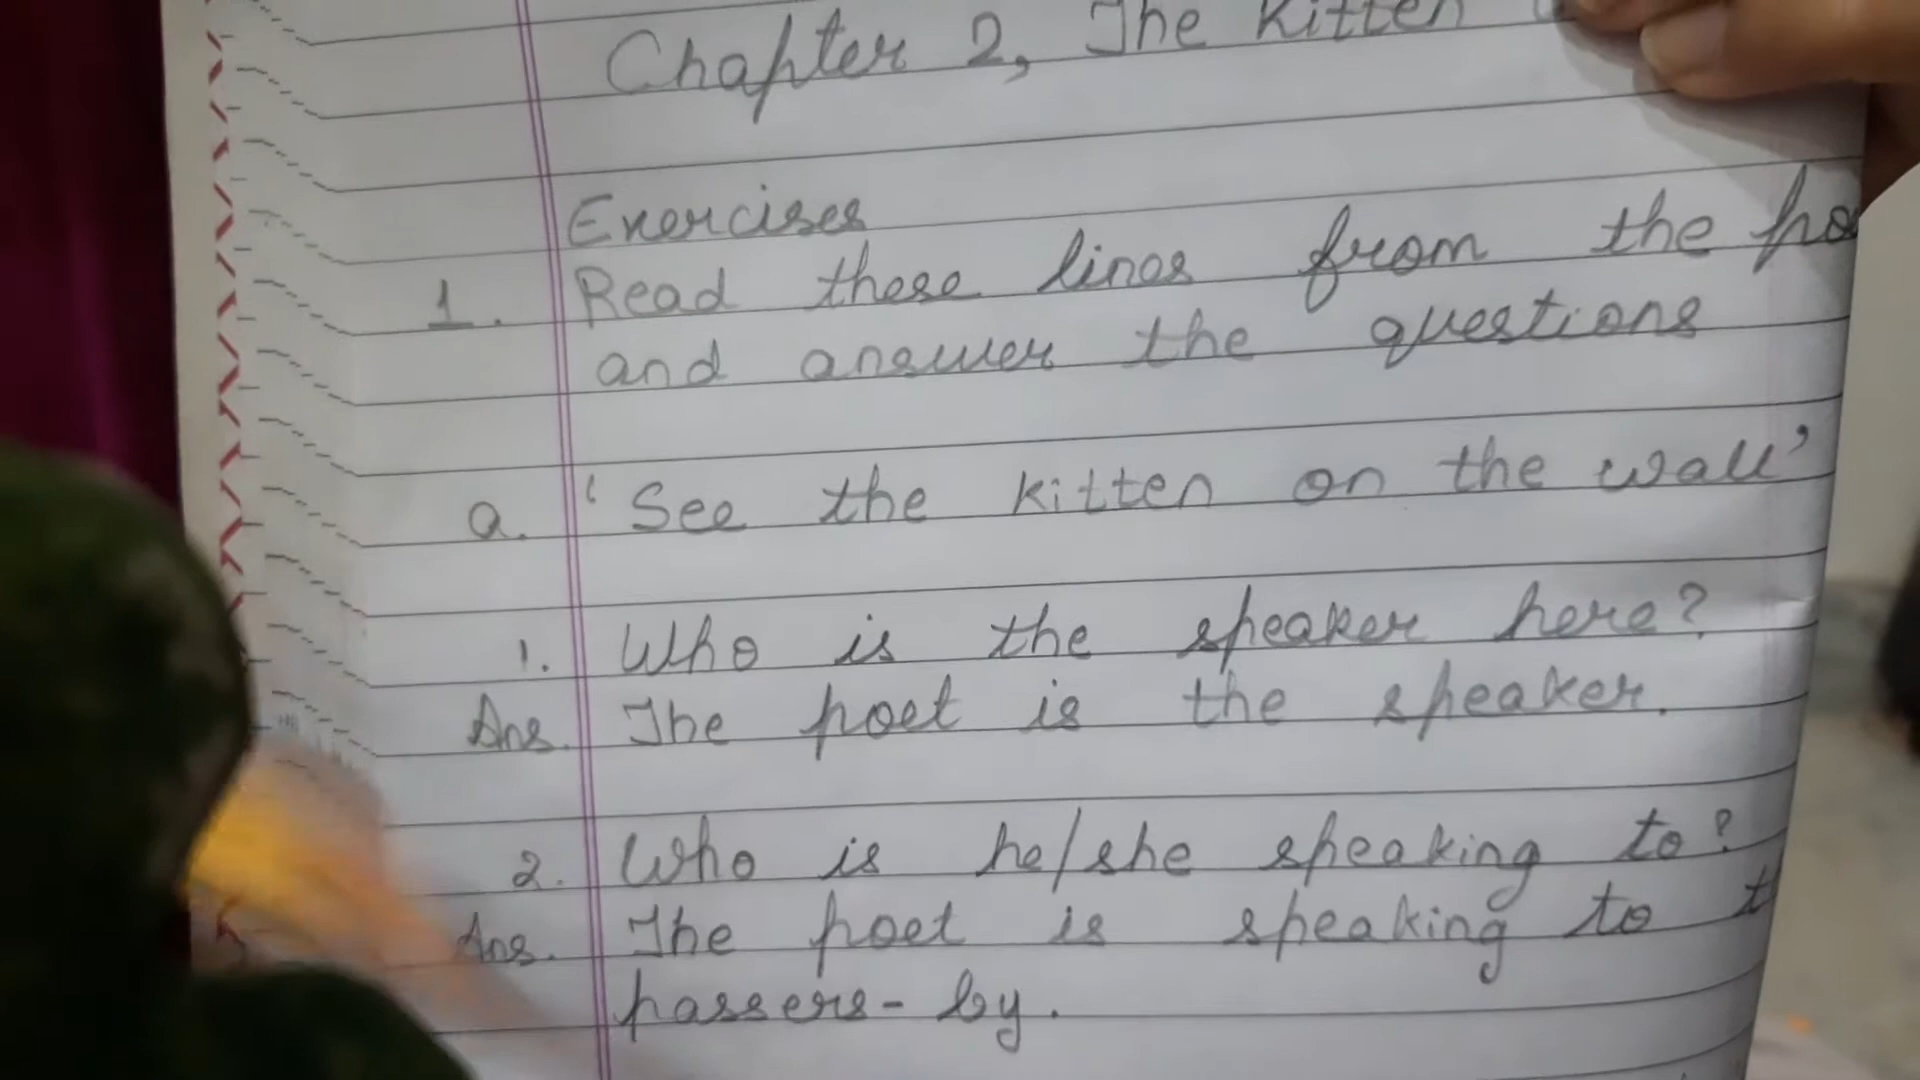 Chapter 2, The Kitten
Exercises
1. Read these lines from the
and answer the questions
a. 'See the kitten on the wall'
1. Who is the speaker here?
Ans. The poet is the speaker.
2. Who is he/she speaking to?
Ans. The poet is speaking to
passers-by.